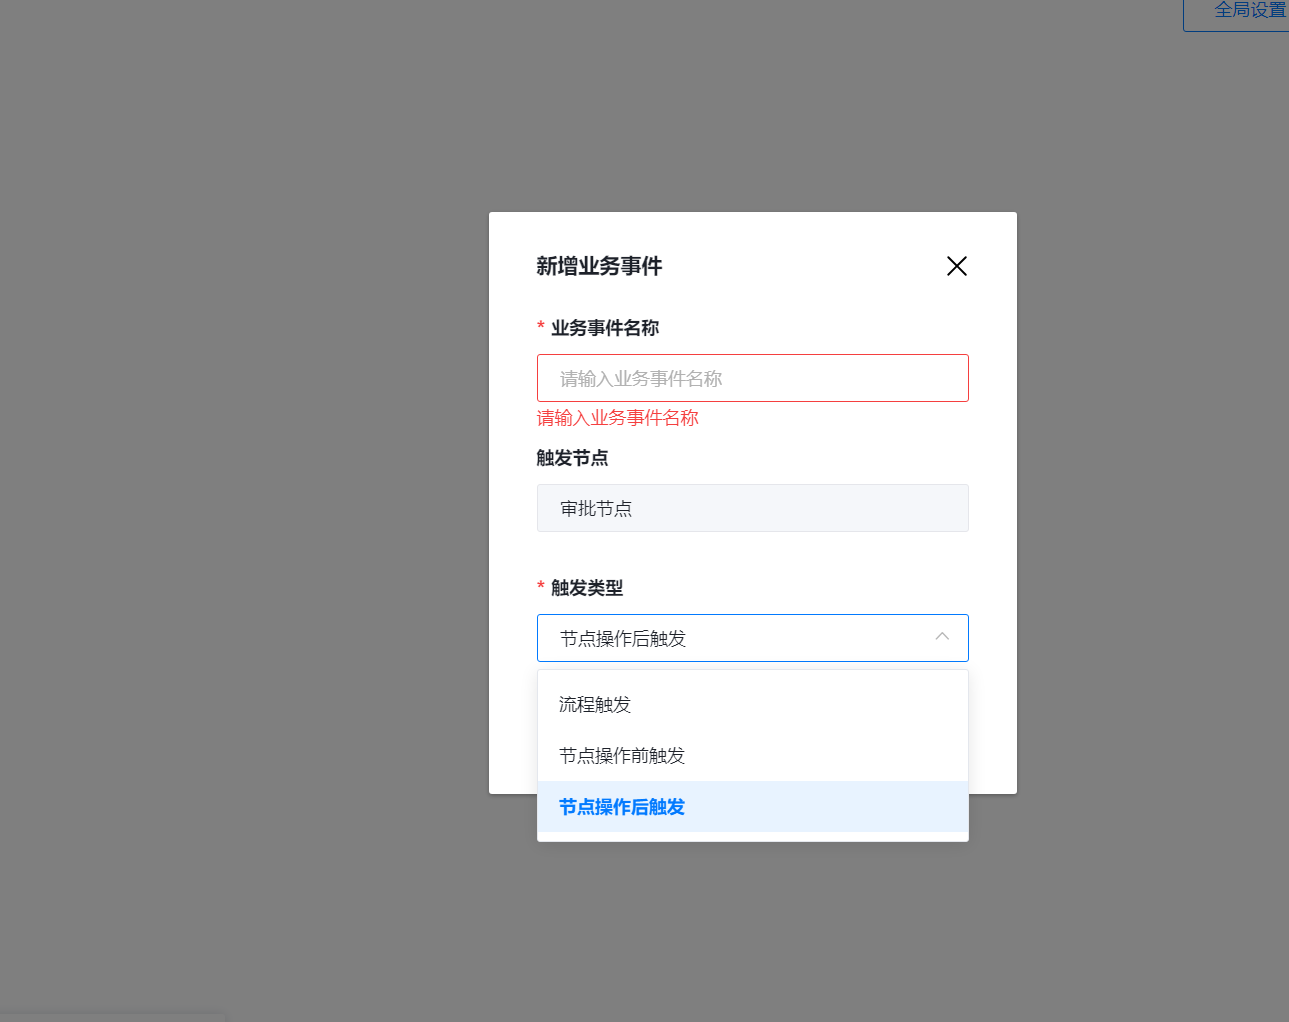 全局设置
新增业务事件
* 业务事件名称
请输入业务事件名称
请输入业务事件名称
触发节点
审批节点
* 触发类型
节点操作后触发
流程触发
节点操作前触发
节点操作后触发